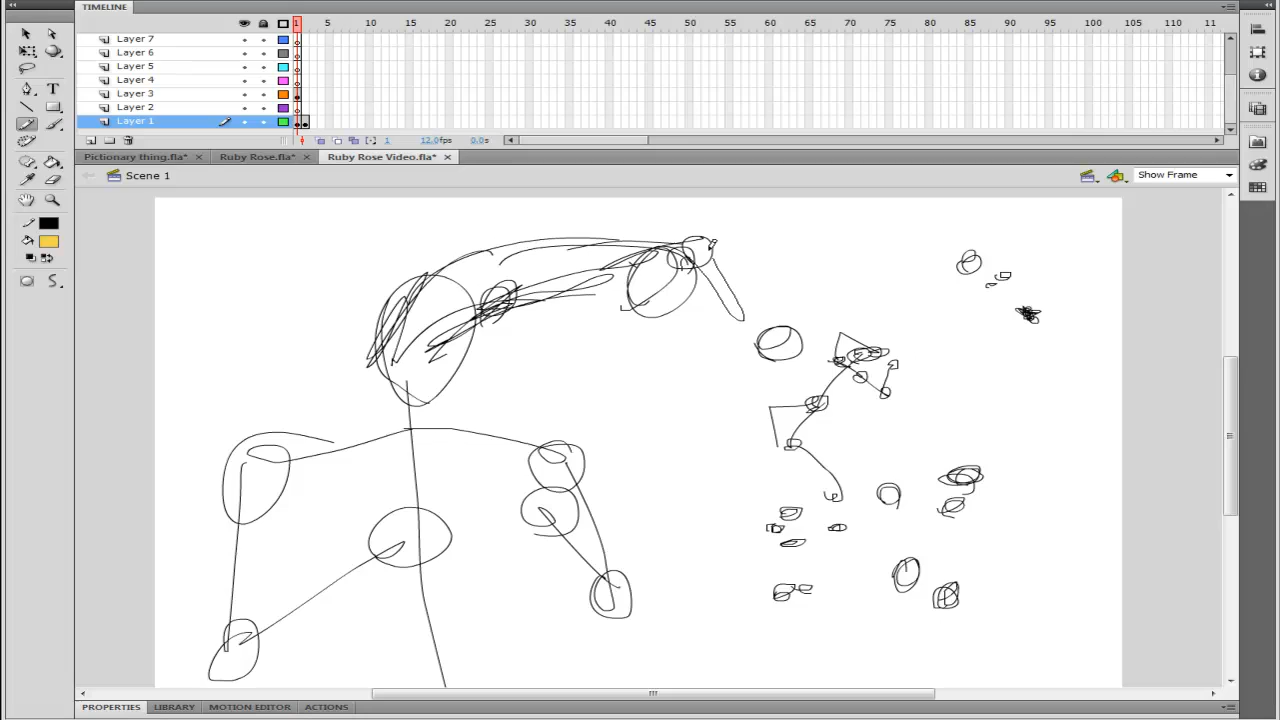 TIMELINE
1 5 10 15 20 25 30 35 40 45 50 55 60 65 70 75 80 85 90 95 100 105 110 11
Layer 7
Layer 6
Layer 5
Layer 4
Layer 3
Layer 2
Layer 1
1 12.0fps 0.0s
Pictionary thing.fla* Ruby Rose.fla* Ruby Rose Video.fla*
Scene 1 Show Frame
PROPERTIES LIBRARY MOTION EDITOR ACTIONS